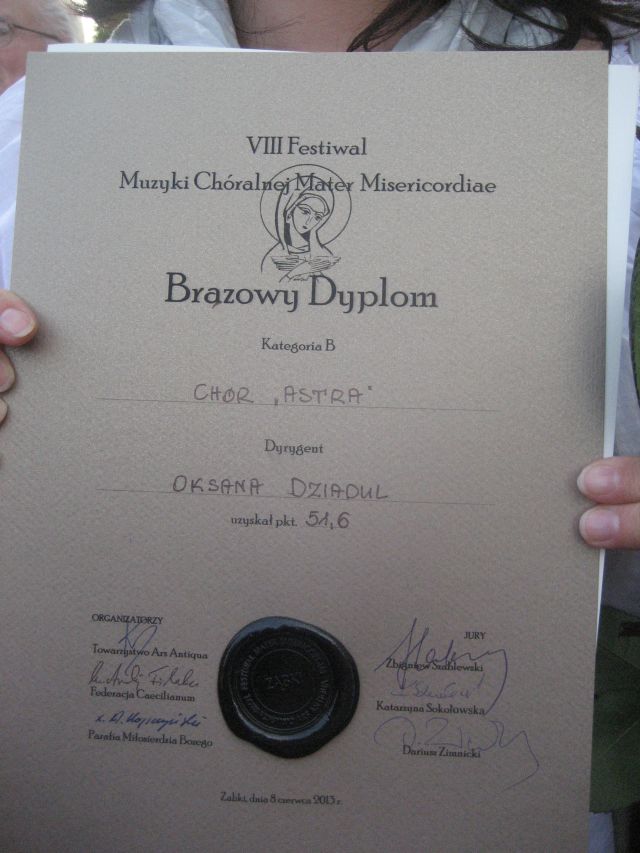 VIII Festiwal
Muzyki Chóralnej Mater Misericordiae
Brązowy Dyplom
Kategoria B
CHÓR „ASTRA"
Dyrygent
OKSANA DZIADUL
uzyskał pkt. 51,6
ORGANIZATORZY
Towarzystwo Ars Antiqua
Federacja Caecilianum
Parafia Miłosierdzia Bożego
JURY
Zbigniew Szablewski
Katarzyna Sokołowska
Dariusz Zimnicki
ZĄBKI
Ząbki, dnia 8 czerwca 2013 r.